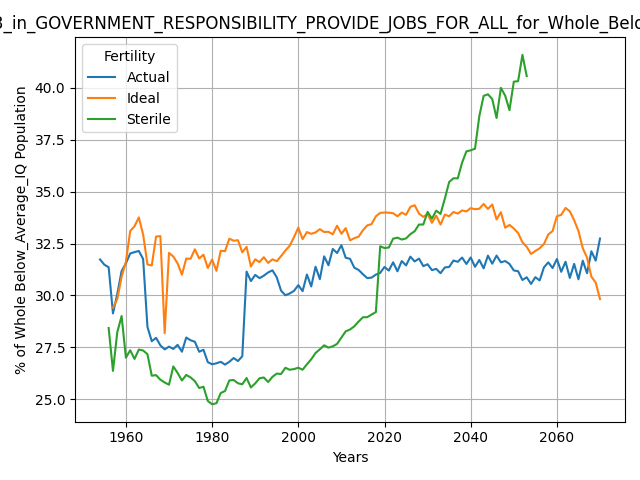 _in_GOVERNMENT_RESPONSIBILITY_PROVIDE_JOBS_FOR_ALL_for_Whole_Belo
Fertility
Actual
Ideal
Sterile
40.0
37.5
35.0
32.5
30.0
27.5
25.0
% of Whole Below_Average_IQ Population
1960
1980
2000
2020
2040
2060
Years